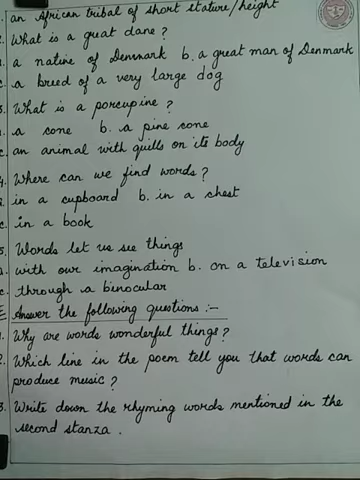 an African tribal of short stature/height
2. What is a great dane?
a native of Denmark b. a great man of Denmark
c. a breed of a very large dog
3. What is a porcupine?
a cone b. a pine cone
c. an animal with quills on its body
4. Where can we find words?
a. in a cupboard b. in a chest
c. in a book
5. Words let us see things
a. with our imagination b. on a television
c. through a binocular
E Answer the following questions :-
1. Why are words wonderful things?
2. Which line in the poem tell you that words can
produce music?
3. Write down the rhyming words mentioned in the
second stanza.